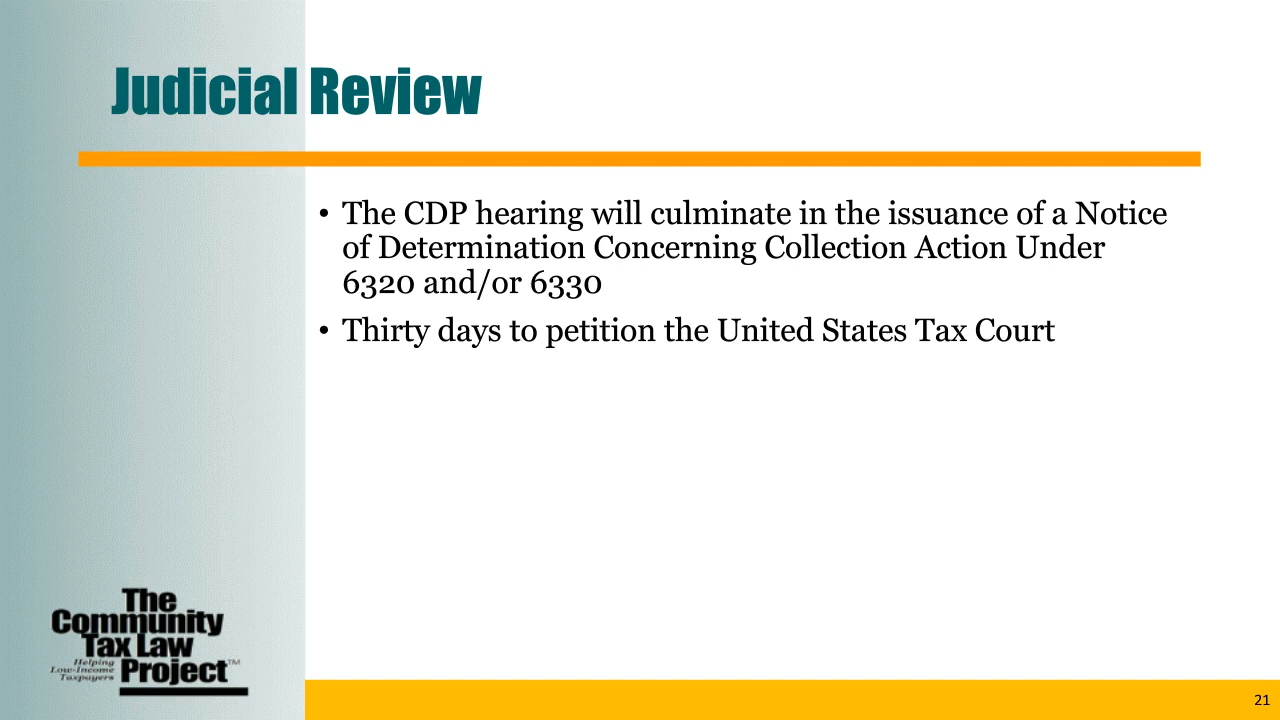 Judicial Review
• The CDP hearing will culminate in the issuance of a Notice
of Determination Concerning Collection Action Under
6320 and/or 6330
• Thirty days to petition the United States Tax Court
The
Community
Tax Law
Helping
Low-Income
Taxpayers
Project™
21